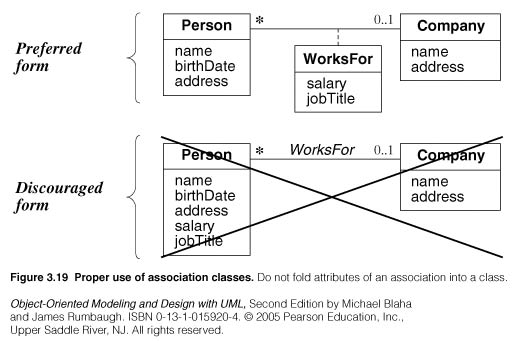 Preferred
form
Person
name
birthDate
address
*
0..1
Company
name
address
WorksFor
salary
jobTitle
Discouraged
form
Person
name
birthDate
address
salary
jobTitle
*
WorksFor
0..1
Company
name
address
Figure 3.19 Proper use of association classes. Do not fold attributes of an association into a class.
Object-Oriented Modeling and Design with UML, Second Edition by Michael Blaha
and James Rumbaugh. ISBN 0-13-1-015920-4. © 2005 Pearson Education, Inc.,
Upper Saddle River, NJ. All rights reserved.